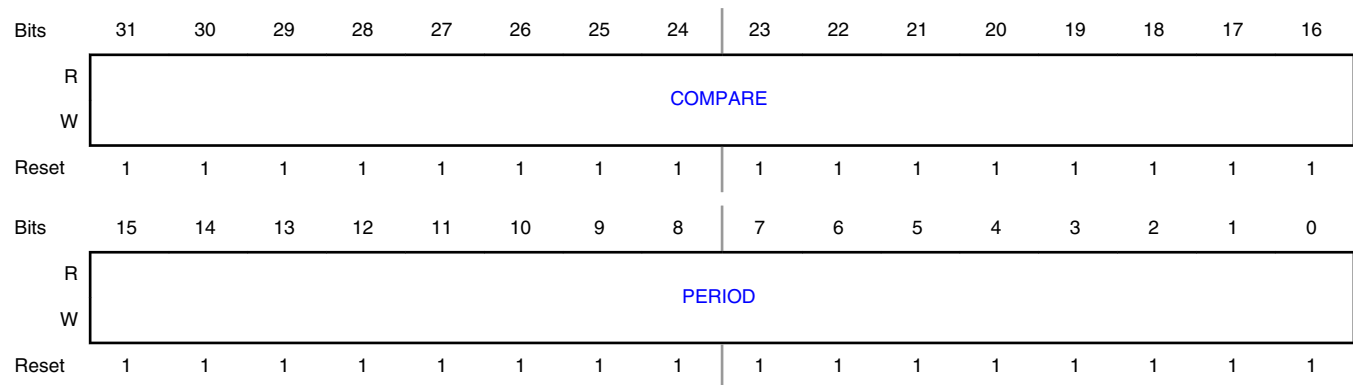 Bits 31 30 29 28 27 26 25 24 23 22 21 20 19 18 17 16
R
COMPARE
W
Reset 1 1 1 1 1 1 1 1 1 1 1 1 1 1 1 1
Bits 15 14 13 12 11 10 9 8 7 6 5 4 3 2 1 0
R
PERIOD
W
Reset 1 1 1 1 1 1 1 1 1 1 1 1 1 1 1 1